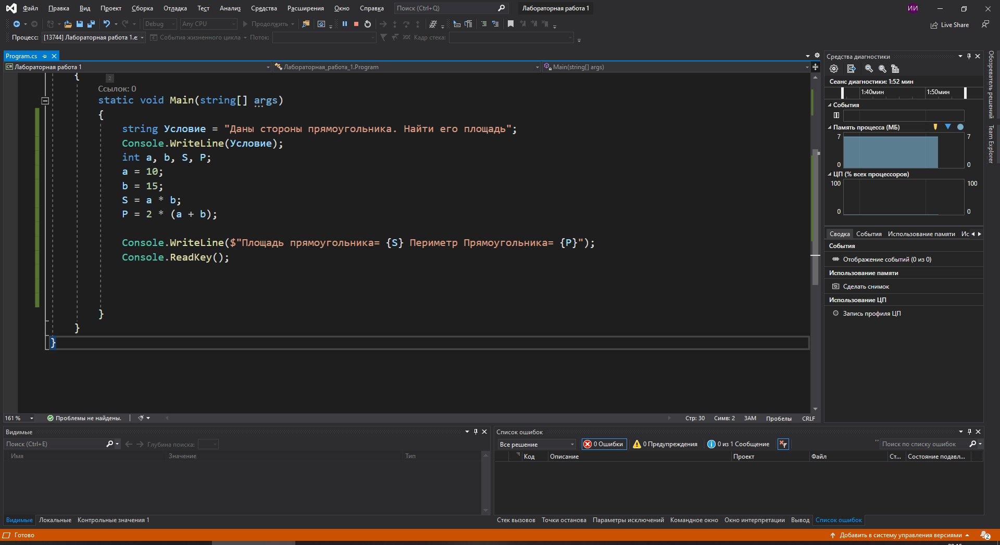 Файл Правка Вид Проект Сборка Отладка Тест Анализ Средства Расширения Окно Справка Поиск (Ctrl+Q) Лабораторная работа 1 ИИ
Debug Any CPU Продолжить Live Share
Процесс: [13744] Лабораторная работа 1.e События жизненного цикла Поток: Кадр стека:
Program.cs
C# Лабораторная работа 1 Лабораторная_работа_1.Program Main(string[] args)
{
2
Ссылок: 0
static void Main(string[] args)
{
string Условие = "Даны стороны прямоугольника. Найти его площадь";
Console.WriteLine(Условие);
int a, b, S, P;
a = 10;
b = 15;
S = a * b;
P = 2 * (a + b);
Console.WriteLine($"Площадь прямоугольника= {S} Периметр Прямоугольника= {P}");
Console.ReadKey();
}
}
}
161 % Проблемы не найдены. Стр: 30 Симв: 2 ЗАМ Пробелы CRLF
Средства диагностики
Сеанс диагностики: 1:52 мин
1:40мин 1:50мин
События
Память процесса (МБ)
7 7
0 0
ЦП (% всех процессоров)
100 100
0 0
Сводка События Использование памяти Ис
События
Отображение событий (0 из 0)
Использование памяти
Сделать снимок
Использование ЦП
Запись профиля ЦП
Обозреватель решений
Team Explorer
Видимые
Поиск (Ctrl+E) Глубина поиска:
Имя Значение Тип
Видимые Локальные Контрольные значения 1
Список ошибок
Все решение 0 Ошибки 0 Предупреждения 0 из 1 Сообщение Поиск по списку ошибок
Код Описание Проект Файл Ст... Состояние подавл...
Стек вызовов Точки останова Параметры исключений Командное окно Окно интерпретации Вывод Список ошибок
Готово Добавить в систему управления версиями 2